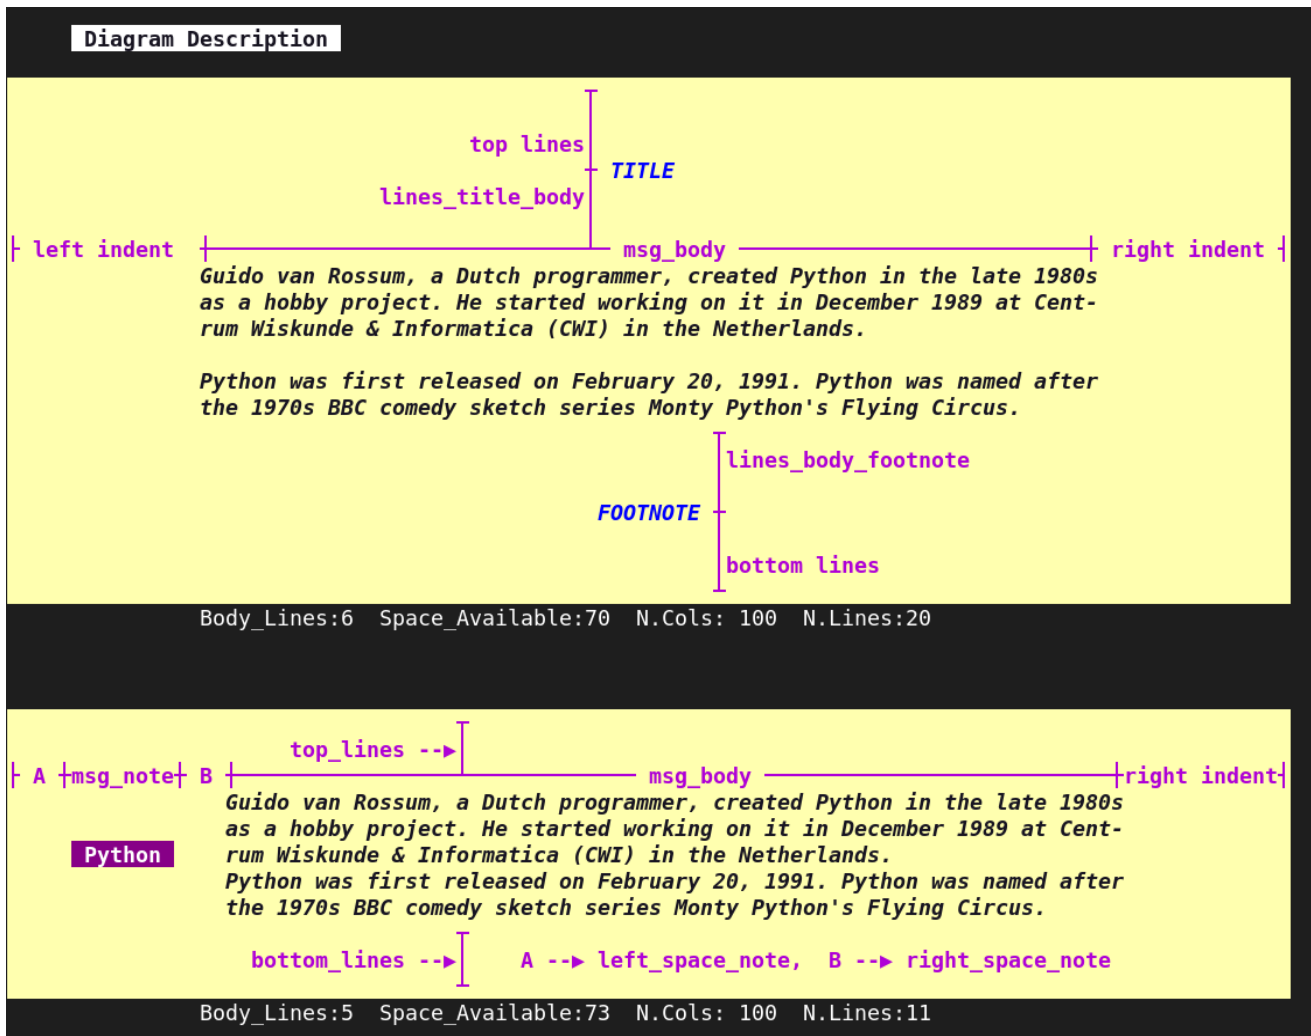 Diagram Description
top lines
TITLE
lines_title_body
left indent msg_body right indent
Guido van Rossum, a Dutch programmer, created Python in the late 1980s
as a hobby project. He started working on it in December 1989 at Cent-
rum Wiskunde & Informatica (CWI) in the Netherlands.
Python was first released on February 20, 1991. Python was named after
the 1970s BBC comedy sketch series Monty Python's Flying Circus.
lines_body_footnote
FOOTNOTE
bottom lines
Body_Lines:6 Space_Available:70 N.Cols: 100 N.Lines:20
top_lines --►
A msg_note B msg_body right indent
Guido van Rossum, a Dutch programmer, created Python in the late 1980s
as a hobby project. He started working on it in December 1989 at Cent-
Python rum Wiskunde & Informatica (CWI) in the Netherlands.
Python was first released on February 20, 1991. Python was named after
the 1970s BBC comedy sketch series Monty Python's Flying Circus.
bottom_lines --► A --► left_space_note, B --► right_space_note
Body_Lines:5 Space_Available:73 N.Cols: 100 N.Lines:11